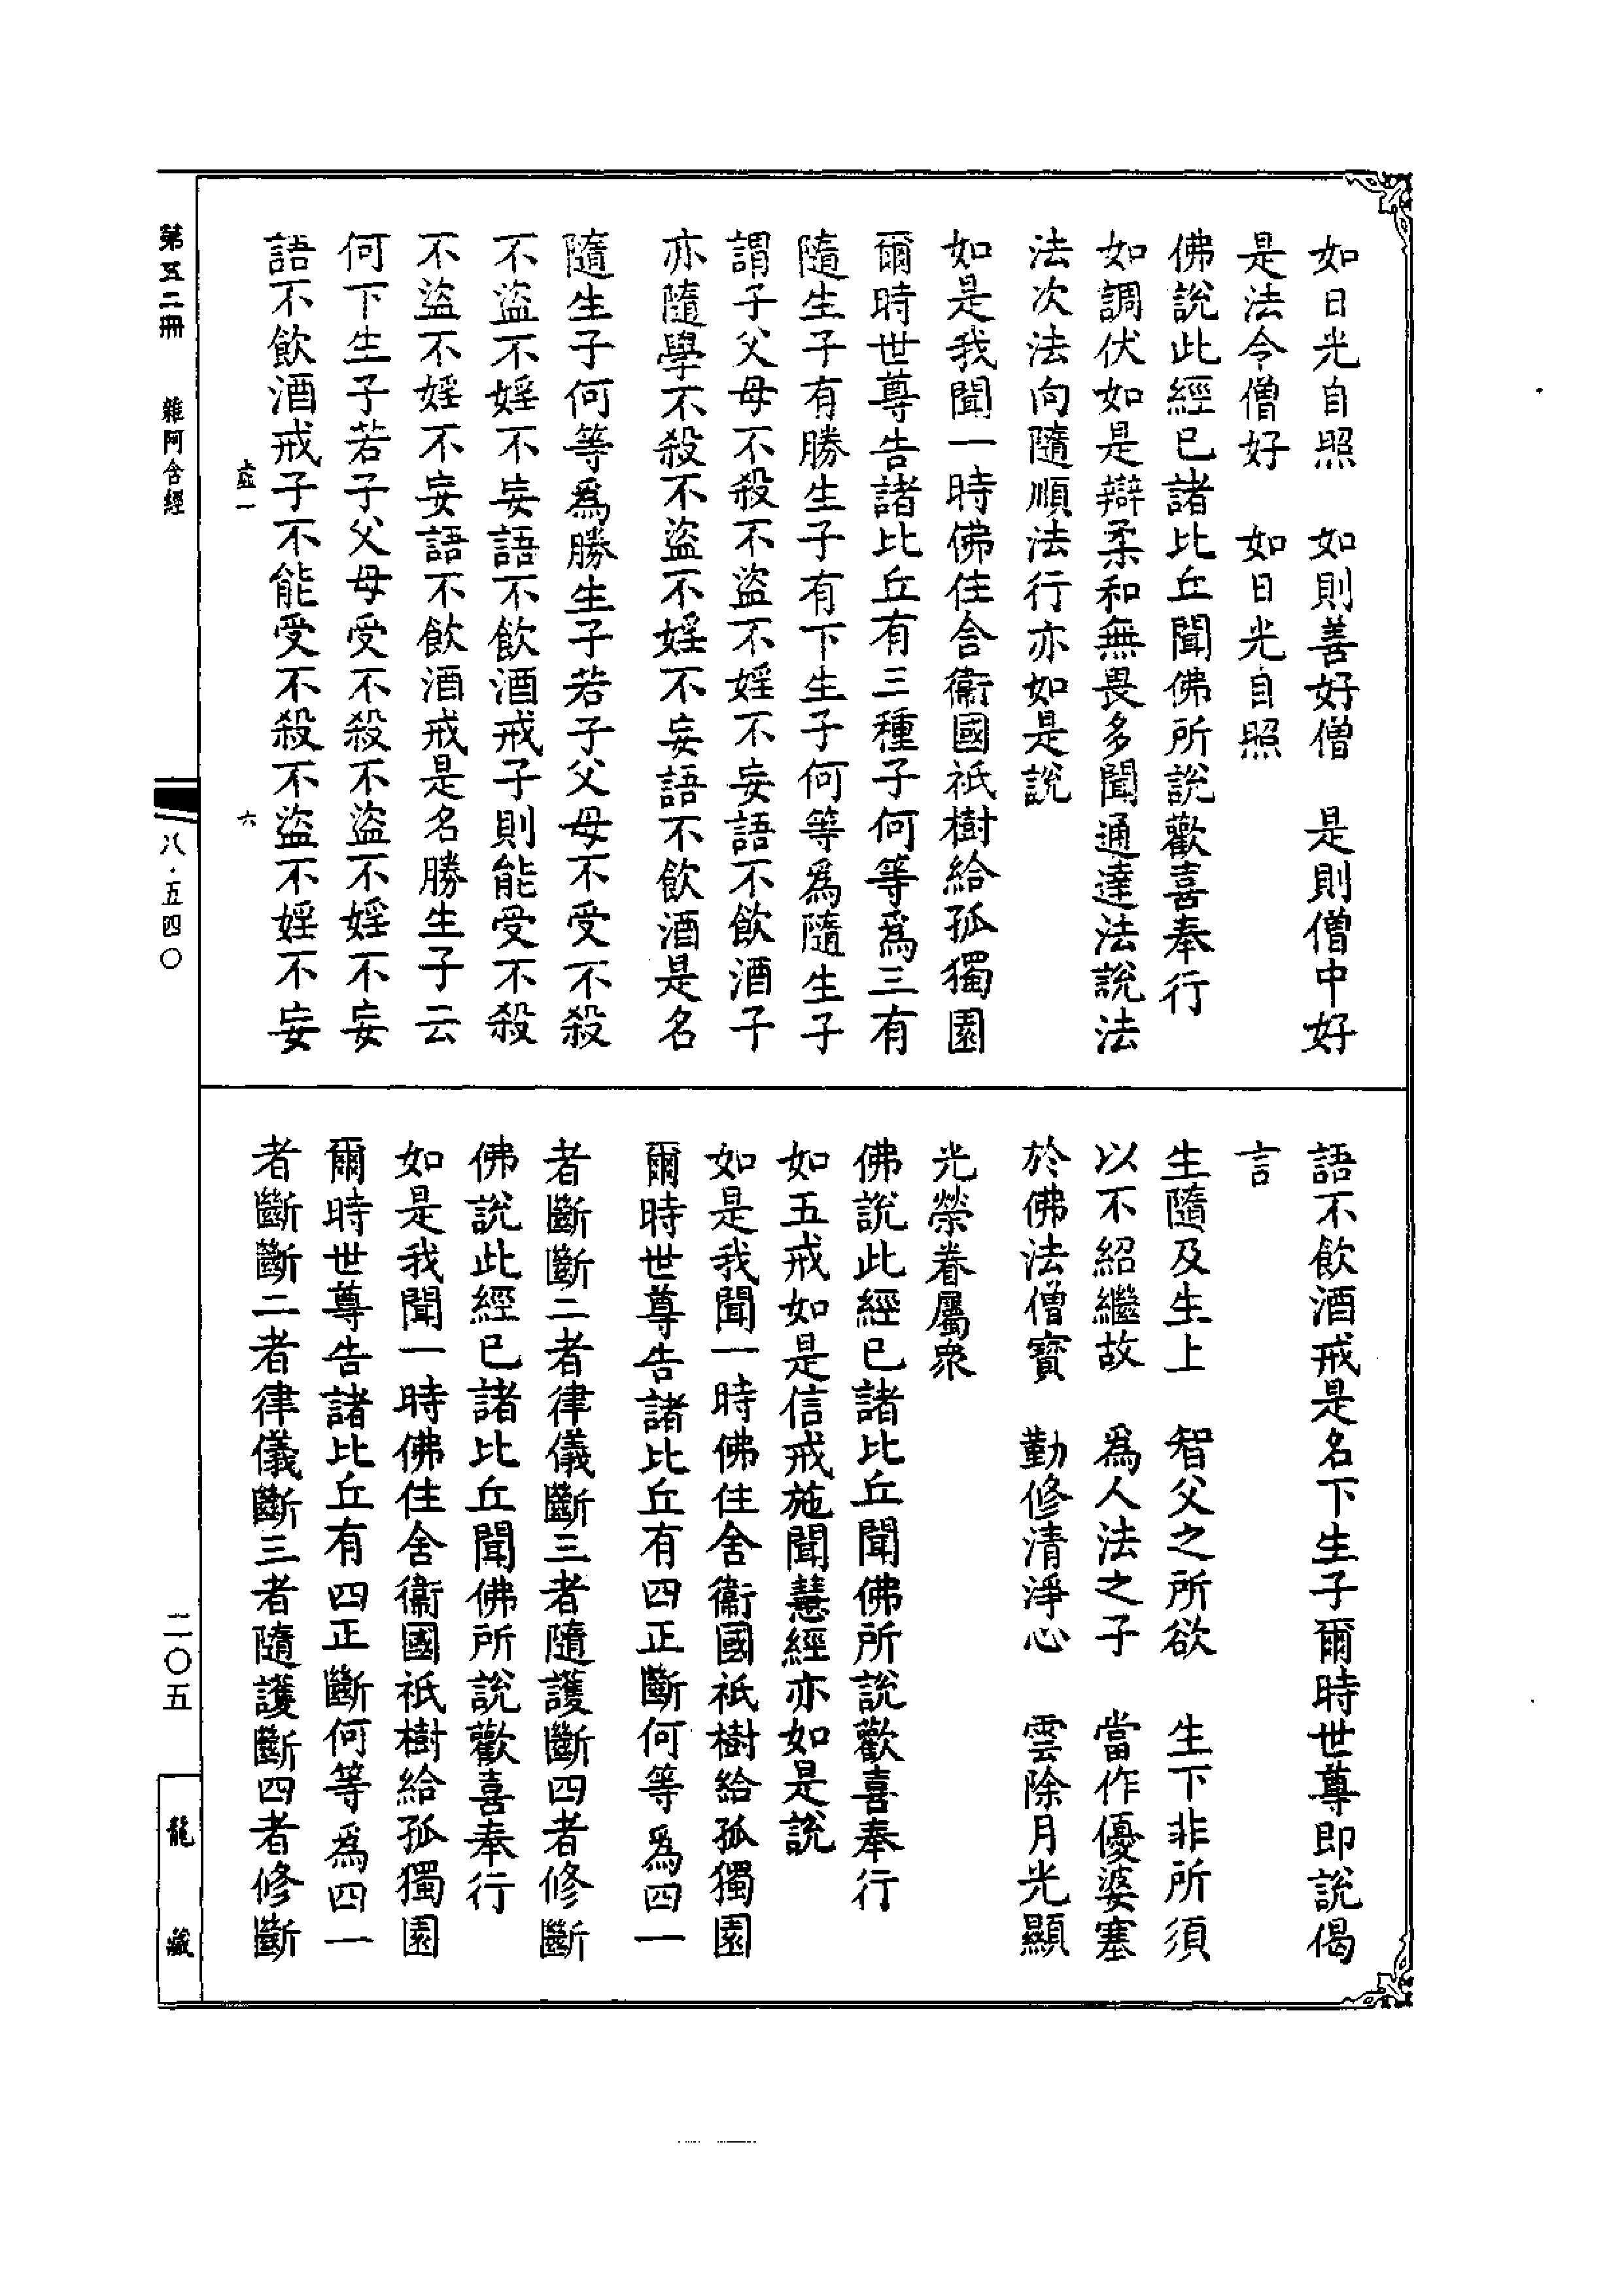 如日光自照　如則善好僧　是則僧中好
是法令僧好　如日光自照
佛說此經已諸比丘聞佛所說歡喜奉行
如調伏如是辯柔和無畏多聞通達法說法
法次法向隨順法行亦如是說
如是我聞一時佛住舍衞國祇樹給孤獨園
爾時世尊告諸比丘有三種子何等爲三有
隨生子有勝生子有下生子何等爲隨生子
謂子父母不殺不盜不婬不妄語不飲酒子
亦隨學不殺不盜不婬不妄語不飲酒是名
隨生子何等爲勝生子若子父母不受不殺
不盜不婬不妄語不飲酒戒子則能受不殺
不盜不婬不妄語不飲酒戒是名勝生子云
何下生子若子父母受不殺不盜不婬不妄
語不飲酒戒子不能受不殺不盜不婬不妄
虛一　六
語不飲酒戒是名下生子爾時世尊即說偈
言
生隨及生上　智父之所欲　生下非所須
以不紹繼故　爲人法之子　當作優婆塞
於佛法僧寶　勤修清淨心　雲除月光顯
光榮眷屬衆
佛說此經已諸比丘聞佛所說歡喜奉行
如五戒如是信戒施聞慧經亦如是說
如是我聞一時佛住舍衞國祇樹給孤獨園
爾時世尊告諸比丘有四正斷何等爲四一
者斷斷二者律儀斷三者隨護斷四者修斷
佛說此經已諸比丘聞佛所說歡喜奉行
如是我聞一時佛住舍衞國祇樹給孤獨園
爾時世尊告諸比丘有四正斷何等爲四一
者斷斷二者律儀斷三者隨護斷四者修斷
第五二冊　雜阿含經　八·五四〇　二〇五　龍藏